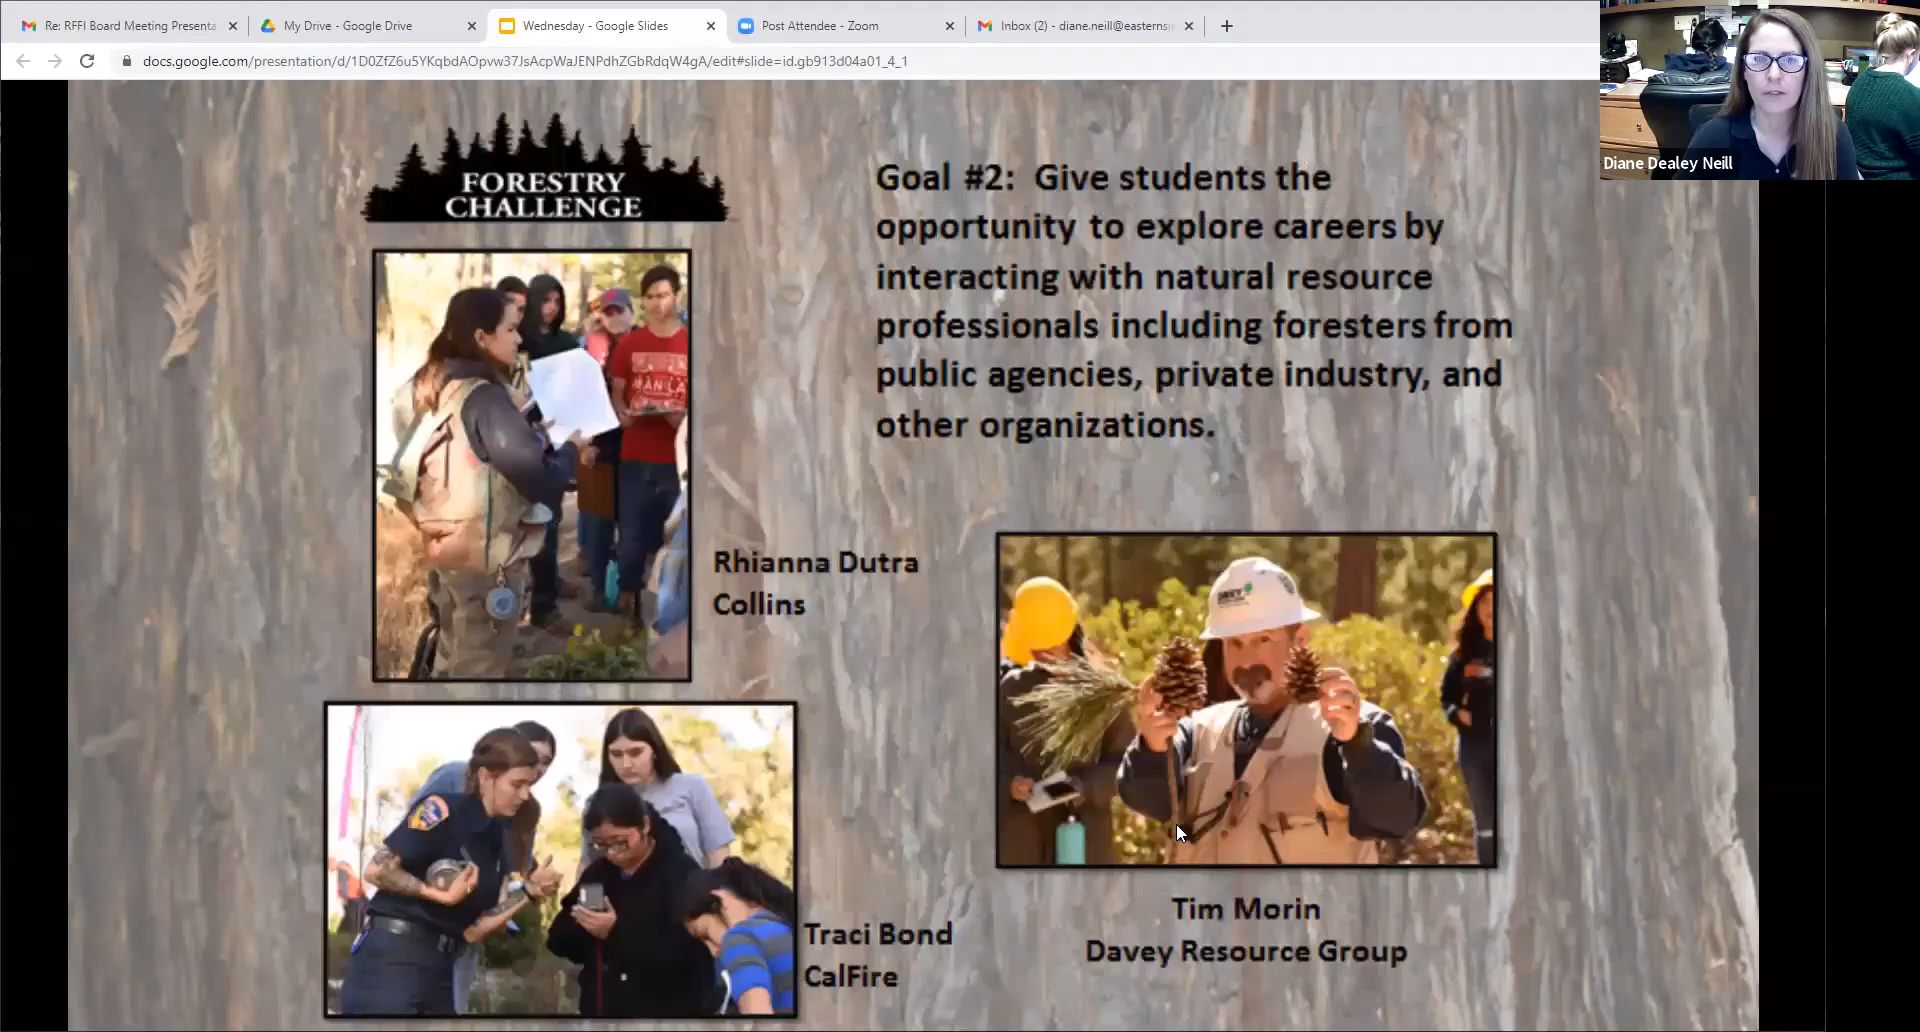 Re: RFFI Board Meeting Presenta
My Drive - Google Drive
Wednesday - Google Slides
Post Attendee - Zoom
Inbox (2) - diane.neill@easterns
docs.google.com/presentation/d/1D0ZfZ6u5YKqbdAOpvw37JsAcpWaJENPdhZGbRdqW4gA/edit#slide=id.gb913d04a01_4_1
Diane Dealey Neill
FORESTRY
CHALLENGE
Goal #2: Give students the
opportunity to explore careers by
interacting with natural resource
professionals including foresters from
public agencies, private industry, and
other organizations.
Rhianna Dutra
Collins
Traci Bond
CalFire
Tim Morin
Davey Resource Group